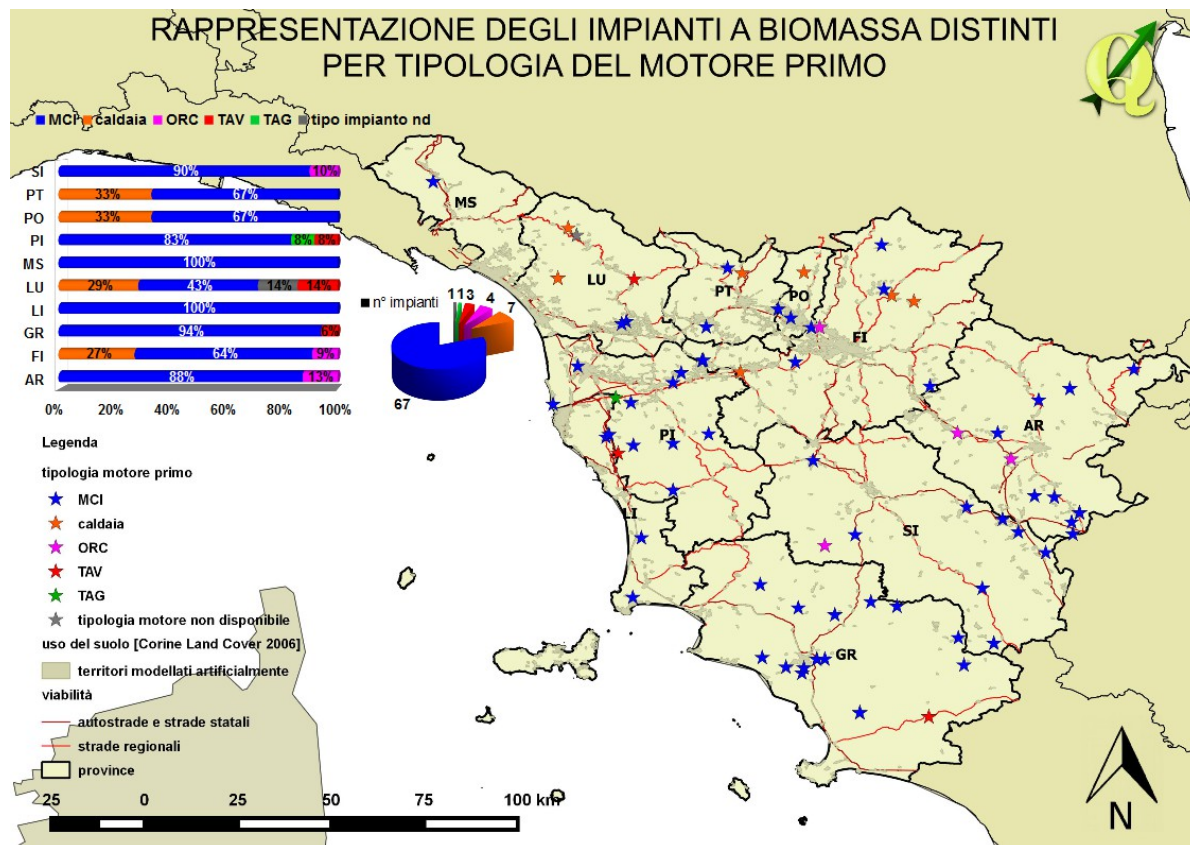 RAPPRESENTAZIONE DEGLI IMPIANTI A BIOMASSA DISTINTI
PER TIPOLOGIA DEL MOTORE PRIMO
Q
MCI caldaia ORC TAV TAG tipo impianto nd
SI 90% 10%
PT 33% 67%
PO 33% 67%
PI 83% 8% 8%
MS 100%
LU 29% 43% 14% 14%
LI 100%
GR 94% 6%
FI 27% 64% 9%
AR 88% 13%
0% 20% 40% 60% 80% 100%
n° impianti
1 1 3 4 7
67
MS
LU
PT
PO
FI
AR
PI
LI
SI
GR
Legenda
tipologia motore primo
MCI
caldaia
ORC
TAV
TAG
tipologia motore non disponibile
uso del suolo [Corine Land Cover 2006]
territori modellati artificialmente
viabilità
autostrade e strade statali
strade regionali
province
25 0 25 50 75 100 km
N